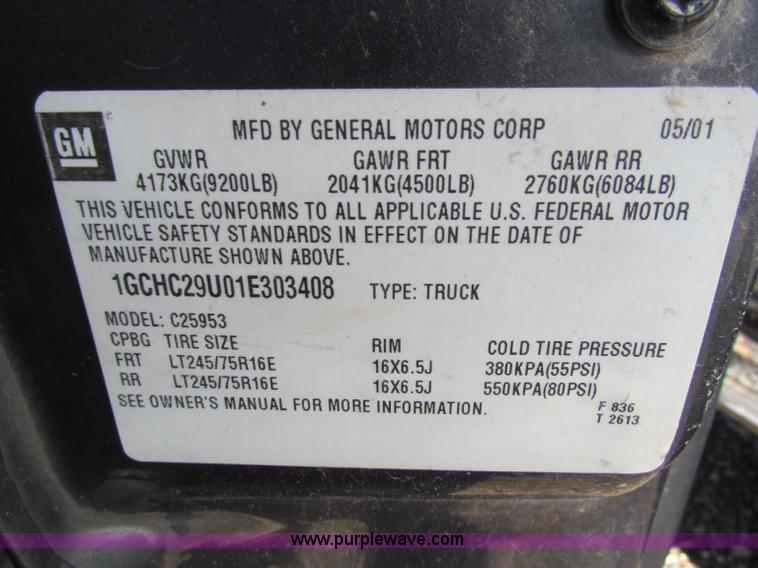 GM
MFD BY GENERAL MOTORS CORP 05/01
GVWR GAWR FRT GAWR RR
4173KG(9200LB) 2041KG(4500LB) 2760KG(6084LB)
THIS VEHICLE CONFORMS TO ALL APPLICABLE U.S. FEDERAL MOTOR
VEHICLE SAFETY STANDARDS IN EFFECT ON THE DATE OF
MANUFACTURE SHOWN ABOVE.
1GCHC29U01E303408 TYPE: TRUCK
MODEL: C25953
CPBG TIRE SIZE RIM COLD TIRE PRESSURE
FRT LT245/75R16E 16X6.5J 380KPA(55PSI)
RR LT245/75R16E 16X6.5J 550KPA(80PSI)
SEE OWNER'S MANUAL FOR MORE INFORMATION.
F 836
T 2613
www.purplewave.com